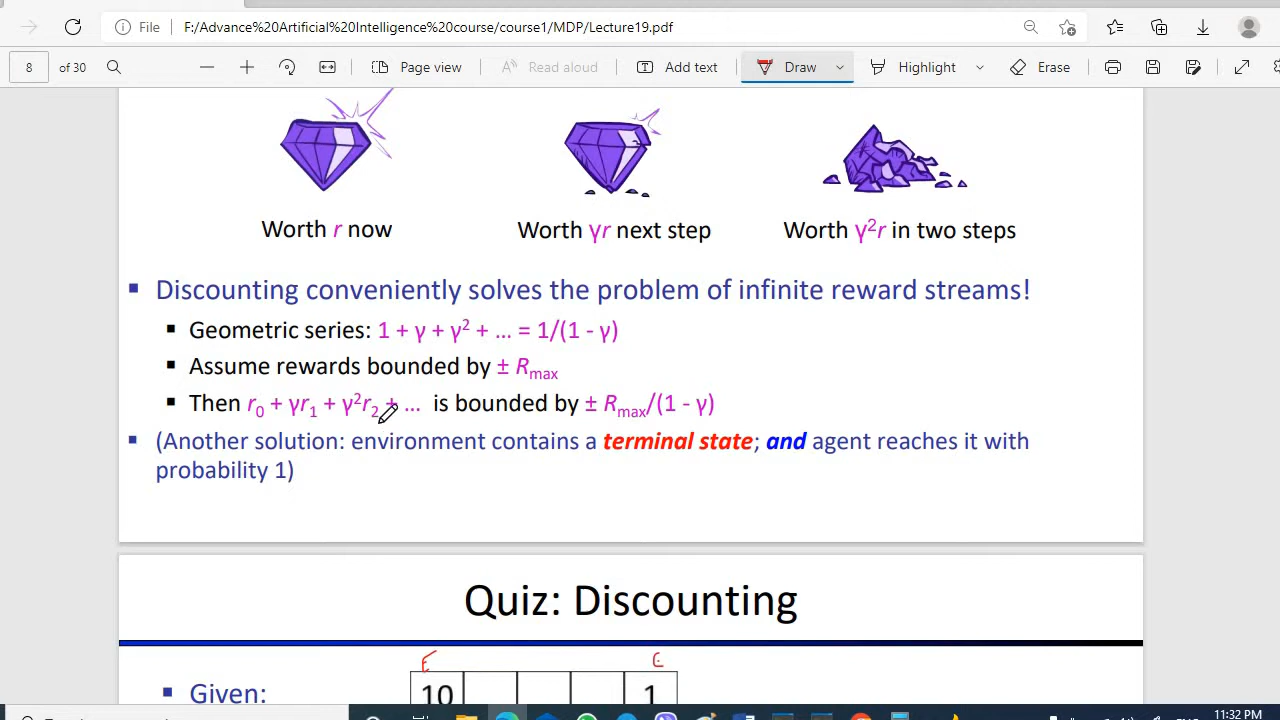 File F:/Advance%20Artificial%20Intelligence%20course/course1/MDP/Lecture19.pdf
8 of 30 Page view Read aloud Add text Draw Highlight Erase
Worth r now Worth γr next step Worth γ²r in two steps
▪ Discounting conveniently solves the problem of infinite reward streams!
▪ Geometric series: 1 + γ + γ² + … = 1/(1 - γ)
▪ Assume rewards bounded by ± Rmax
▪ Then r₀ + γr₁ + γ²r₂ + … is bounded by ± Rmax/(1 - γ)
▪ (Another solution: environment contains a terminal state; and agent reaches it with
probability 1)
Quiz: Discounting
E E
▪ Given: 10 1
11:32 PM